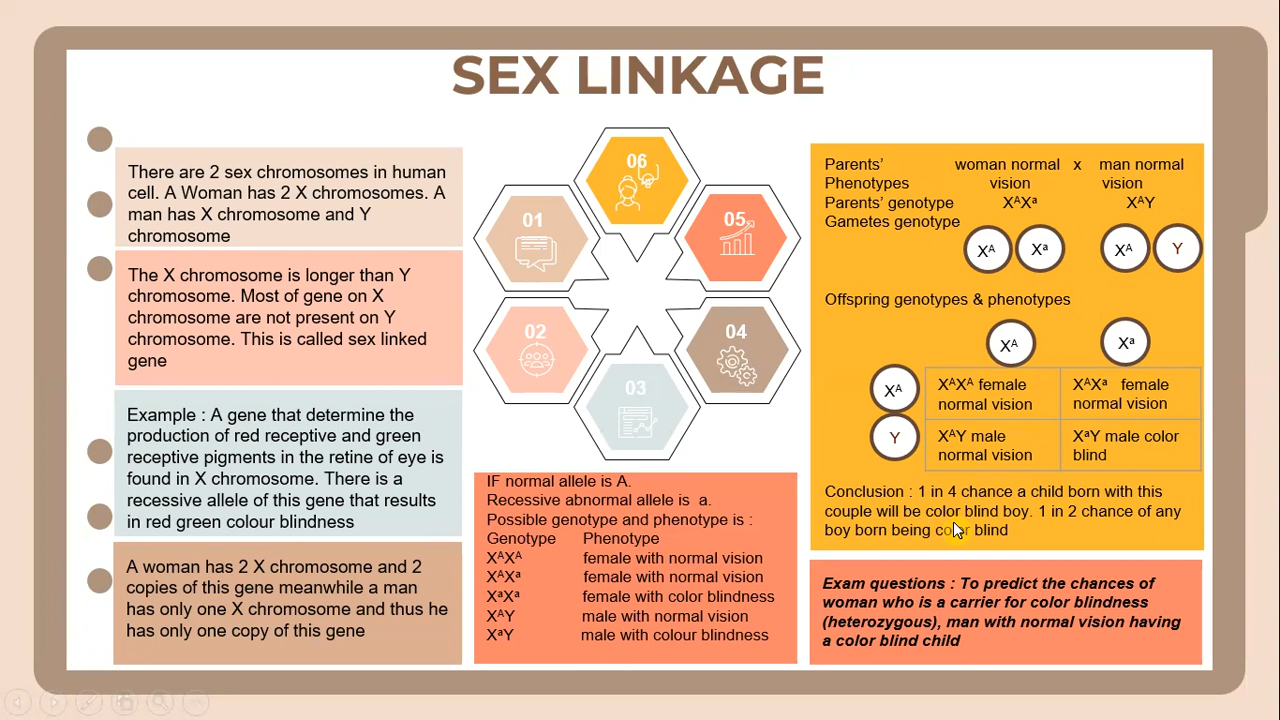 SEX LINKAGE
There are 2 sex chromosomes in human
cell. A Woman has 2 X chromosomes. A
man has X chromosome and Y
chromosome
The X chromosome is longer than Y
chromosome. Most of gene on X
chromosome are not present on Y
chromosome. This is called sex linked
gene
Example : A gene that determine the
production of red receptive and green
receptive pigments in the retine of eye is
found in X chromosome. There is a
recessive allele of this gene that results
in red green colour blindness
A woman has 2 X chromosome and 2
copies of this gene meanwhile a man
has only one X chromosome and thus he
has only one copy of this gene
06
01
05
02
04
03
IF normal allele is A.
Recessive abnormal allele is a.
Possible genotype and phenotype is :
Genotype Phenotype
XᴬXᴬ female with normal vision
XᴬXᵃ female with normal vision
XᵃXᵃ female with color blindness
XᴬY male with normal vision
XᵃY male with colour blindness
Parents' woman normal x man normal
Phenotypes vision vision
Parents' genotype XᴬXᵃ XᴬY
Gametes genotype
Xᴬ Xᵃ Xᴬ Y
Offspring genotypes & phenotypes
Xᴬ Xᵃ
Xᴬ XᴬXᴬ female XᴬXᵃ female
normal vision normal vision
Y XᴬY male XᵃY male color
normal vision blind
Conclusion : 1 in 4 chance a child born with this
couple will be color blind boy. 1 in 2 chance of any
boy born being color blind
Exam questions : To predict the chances of
woman who is a carrier for color blindness
(heterozygous), man with normal vision having
a color blind child